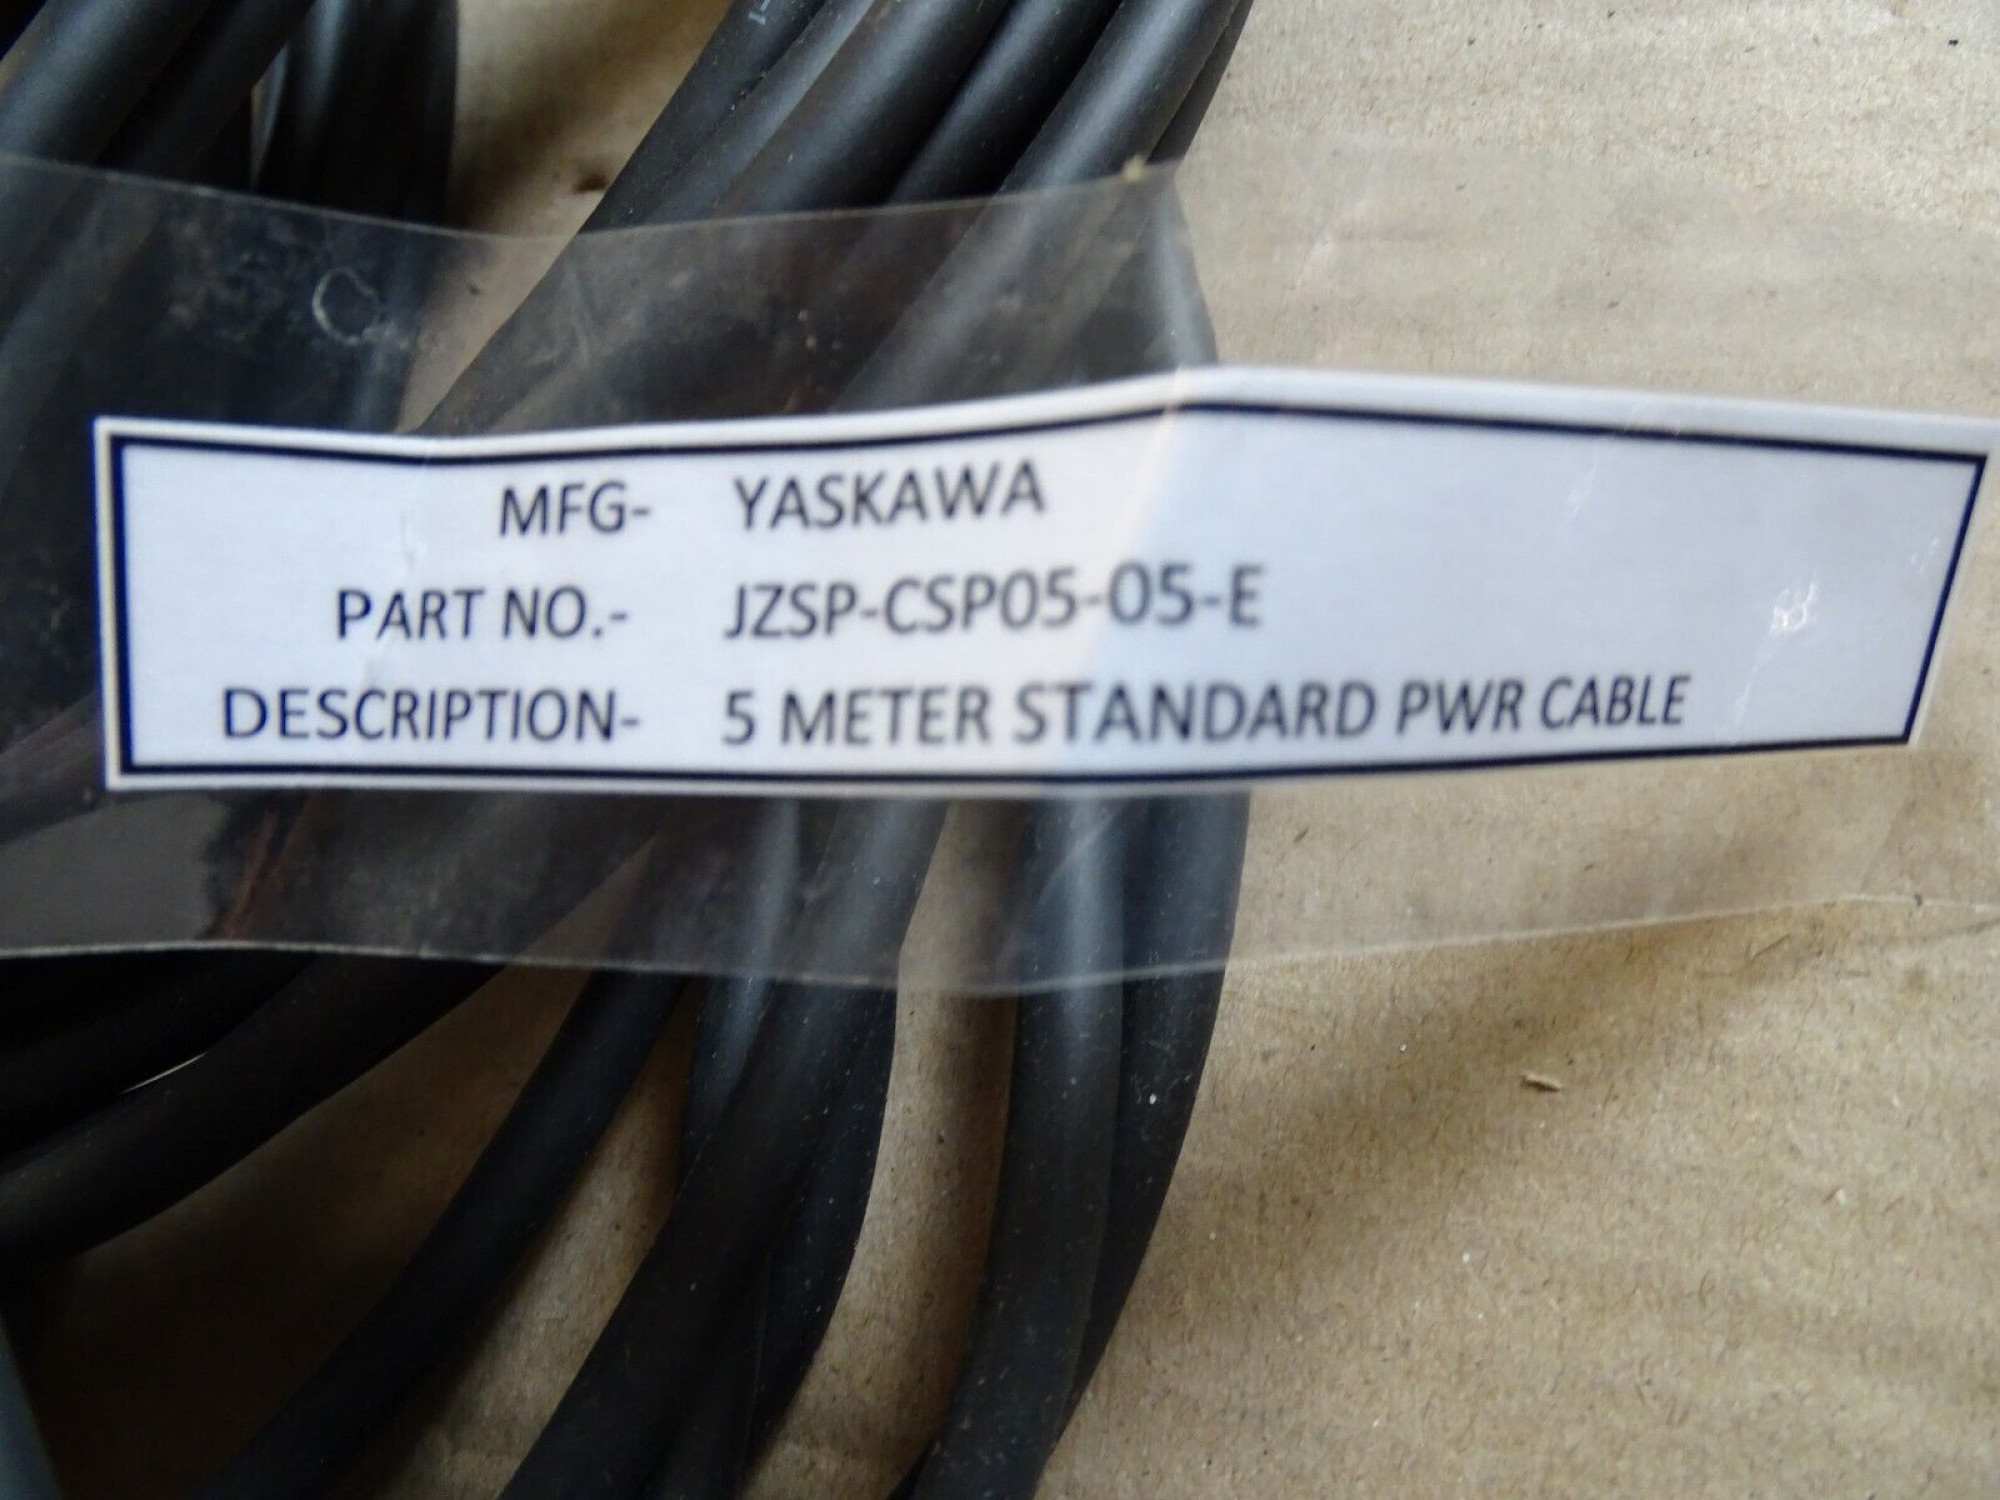 MFG- YASKAWA
PART NO.- JZSP-CSP05-05-E
DESCRIPTION- 5 METER STANDARD PWR CABLE